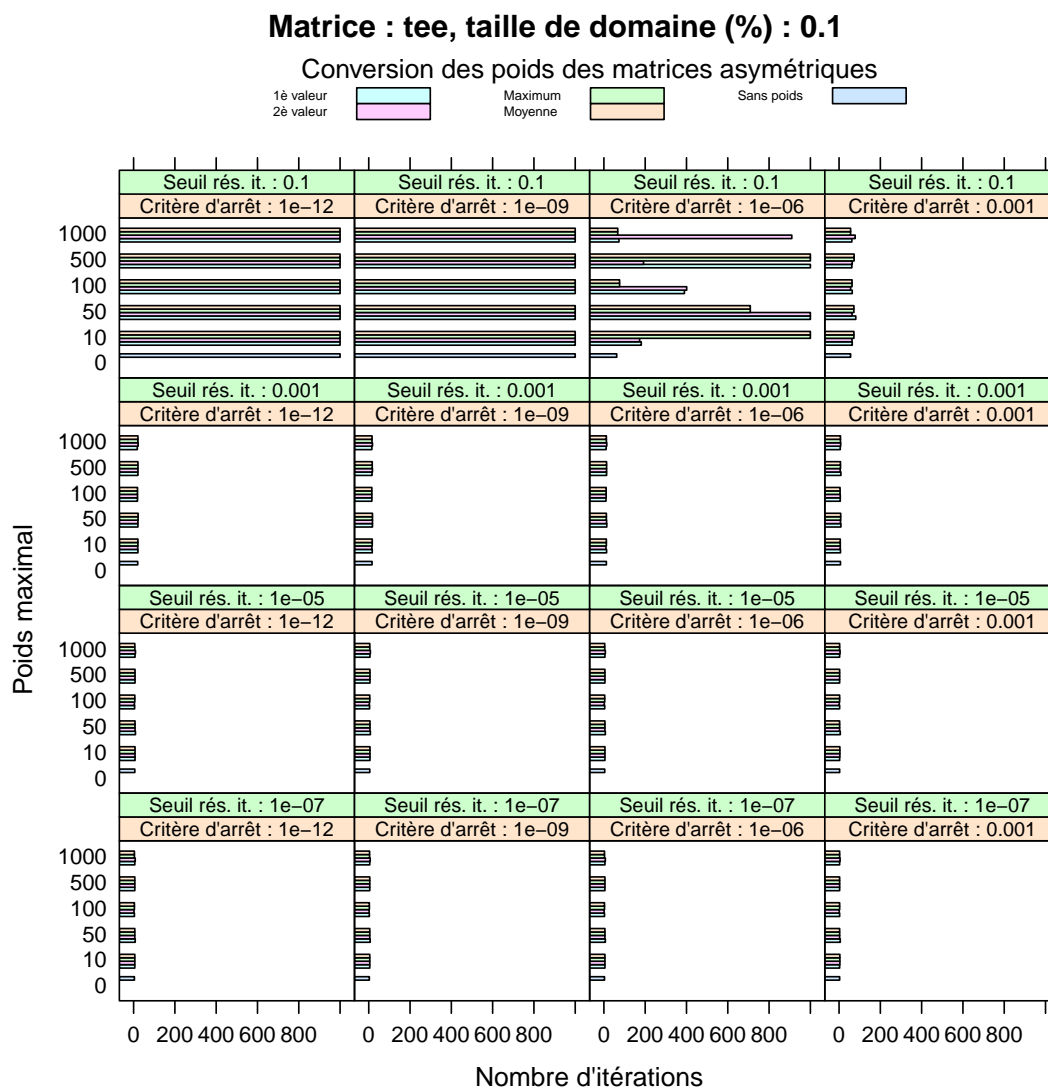 Matrice : tee, taille de domaine (%) : 0.1
Conversion des poids des matrices asymétriques
1è valeur Maximum Sans poids
2è valeur Moyenne
Seuil rés. it. : 0.1 Seuil rés. it. : 0.1 Seuil rés. it. : 0.1 Seuil rés. it. : 0.1
Critère d'arrêt : 1e−12 Critère d'arrêt : 1e−09 Critère d'arrêt : 1e−06 Critère d'arrêt : 0.001
1000
500
100
50
10
0
Seuil rés. it. : 0.001 Seuil rés. it. : 0.001 Seuil rés. it. : 0.001 Seuil rés. it. : 0.001
Critère d'arrêt : 1e−12 Critère d'arrêt : 1e−09 Critère d'arrêt : 1e−06 Critère d'arrêt : 0.001
1000
500
100
50
10
0
Poids maximal
Seuil rés. it. : 1e−05 Seuil rés. it. : 1e−05 Seuil rés. it. : 1e−05 Seuil rés. it. : 1e−05
Critère d'arrêt : 1e−12 Critère d'arrêt : 1e−09 Critère d'arrêt : 1e−06 Critère d'arrêt : 0.001
1000
500
100
50
10
0
Seuil rés. it. : 1e−07 Seuil rés. it. : 1e−07 Seuil rés. it. : 1e−07 Seuil rés. it. : 1e−07
Critère d'arrêt : 1e−12 Critère d'arrêt : 1e−09 Critère d'arrêt : 1e−06 Critère d'arrêt : 0.001
1000
500
100
50
10
0
0 200 400 600 800 0 200 400 600 800 0 200 400 600 800 0 200 400 600 800
Nombre d'itérations